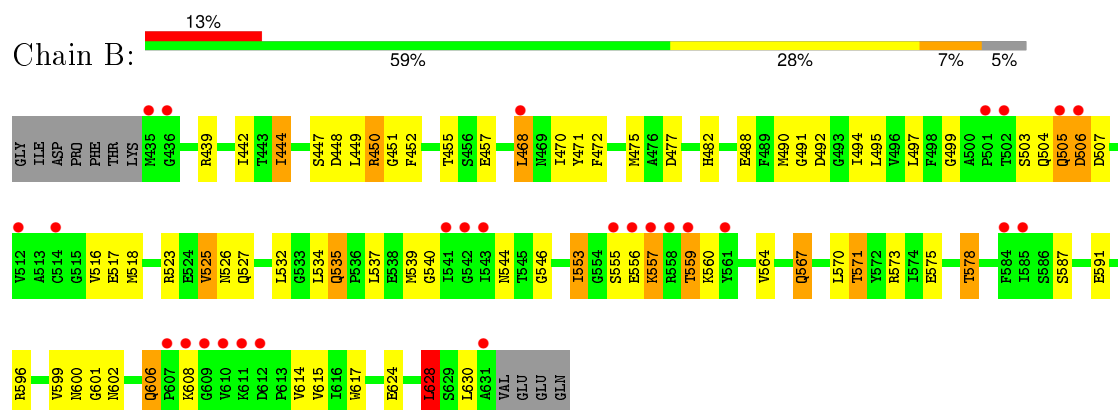 13%
Chain B:
59% 28% 7% 5%
GLY ILE ASP PRO PHE THR LYS M435 G436 R439 I442 T443 I444 S447 D448 L449 R450 G451 F452 T455 S456 E457 L468 N469 I470 Y471 F472 M475 A476 D477 H482 E488 F489 M490 G491 D492 G493 I494 L495 V496 L497 F498 G499 A500 P501 T502 S503 Q504 Q505 D506 D507
V512 A513 C514 G515 V516 E517 M518 R523 E524 V525 N526 Q527 L532 G533 L534 Q535 P536 L537 E538 M539 G540 I541 G542 I543 N544 T545 G546 I553 G554 S555 E556 K557 R558 T559 K560 Y561 V564 Q567 L570 T571 Y572 R573 I574 E575 T578 F584 I585 S586 S587 E591
R596 V599 N600 G601 N602 Q606 P607 K608 G609 V610 K611 D612 P613 V614 V615 I616 W617 E624 L628 S629 L630 A631 VAL GLU GLU GLN